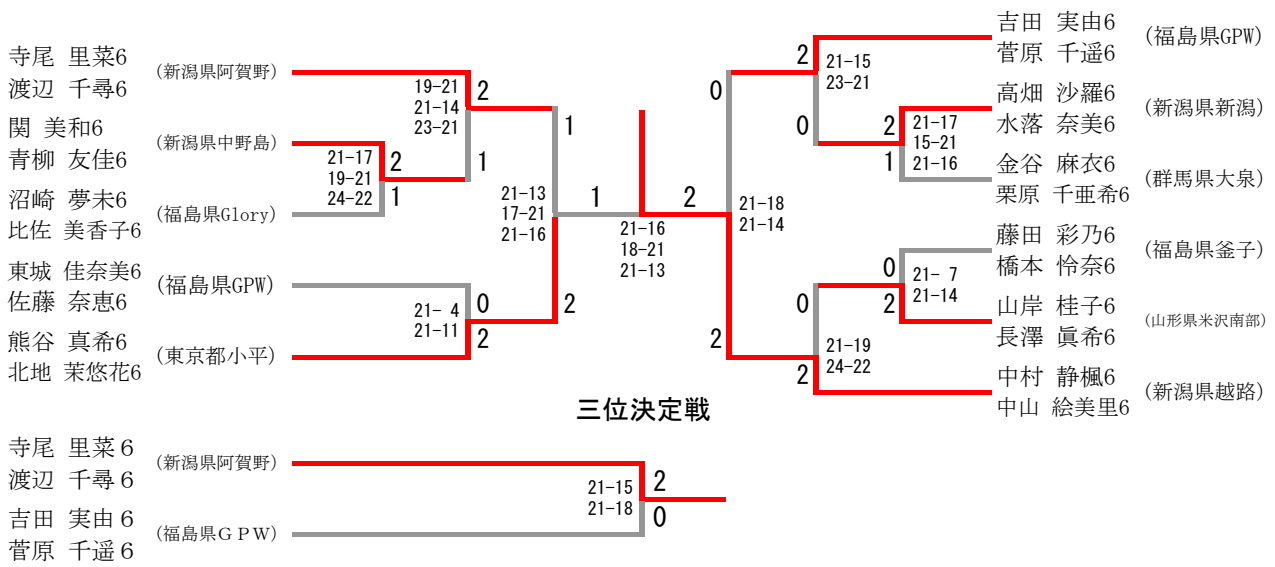 寺尾 里菜6
渡辺 千尋6
(新潟県阿賀野)
関 美和6
青柳 友佳6
(新潟県中野島)
沼崎 夢未6
比佐 美香子6
(福島県Glory)
東城 佳奈美6
佐藤 奈恵6
(福島県GPW)
熊谷 真希6
北地 茉悠花6
(東京都小平)
21-17
19-21
24-22
2
1
19-21
21-14
23-21
2
1
21- 4
21-11
0
2
21-13
17-21
21-16
1
2
1
2
21-16
18-21
21-13
0
2
21-18
21-14
2
0
21-15
23-21
2
1
21-17
15-21
21-16
0
2
21-19
24-22
0
2
21- 7
21-14
吉田 実由6
菅原 千遥6
(福島県GPW)
高畑 沙羅6
水落 奈美6
(新潟県新潟)
金谷 麻衣6
栗原 千亜希6
(群馬県大泉)
藤田 彩乃6
橋本 怜奈6
(福島県釜子)
山岸 桂子6
長澤 眞希6
(山形県米沢南部)
中村 静楓6
中山 絵美里6
(新潟県越路)
三位決定戦
寺尾 里菜６
渡辺 千尋６
(新潟県阿賀野)
吉田 実由６
菅原 千遥６
(福島県ＧＰＷ)
21-15
21-18
2
0